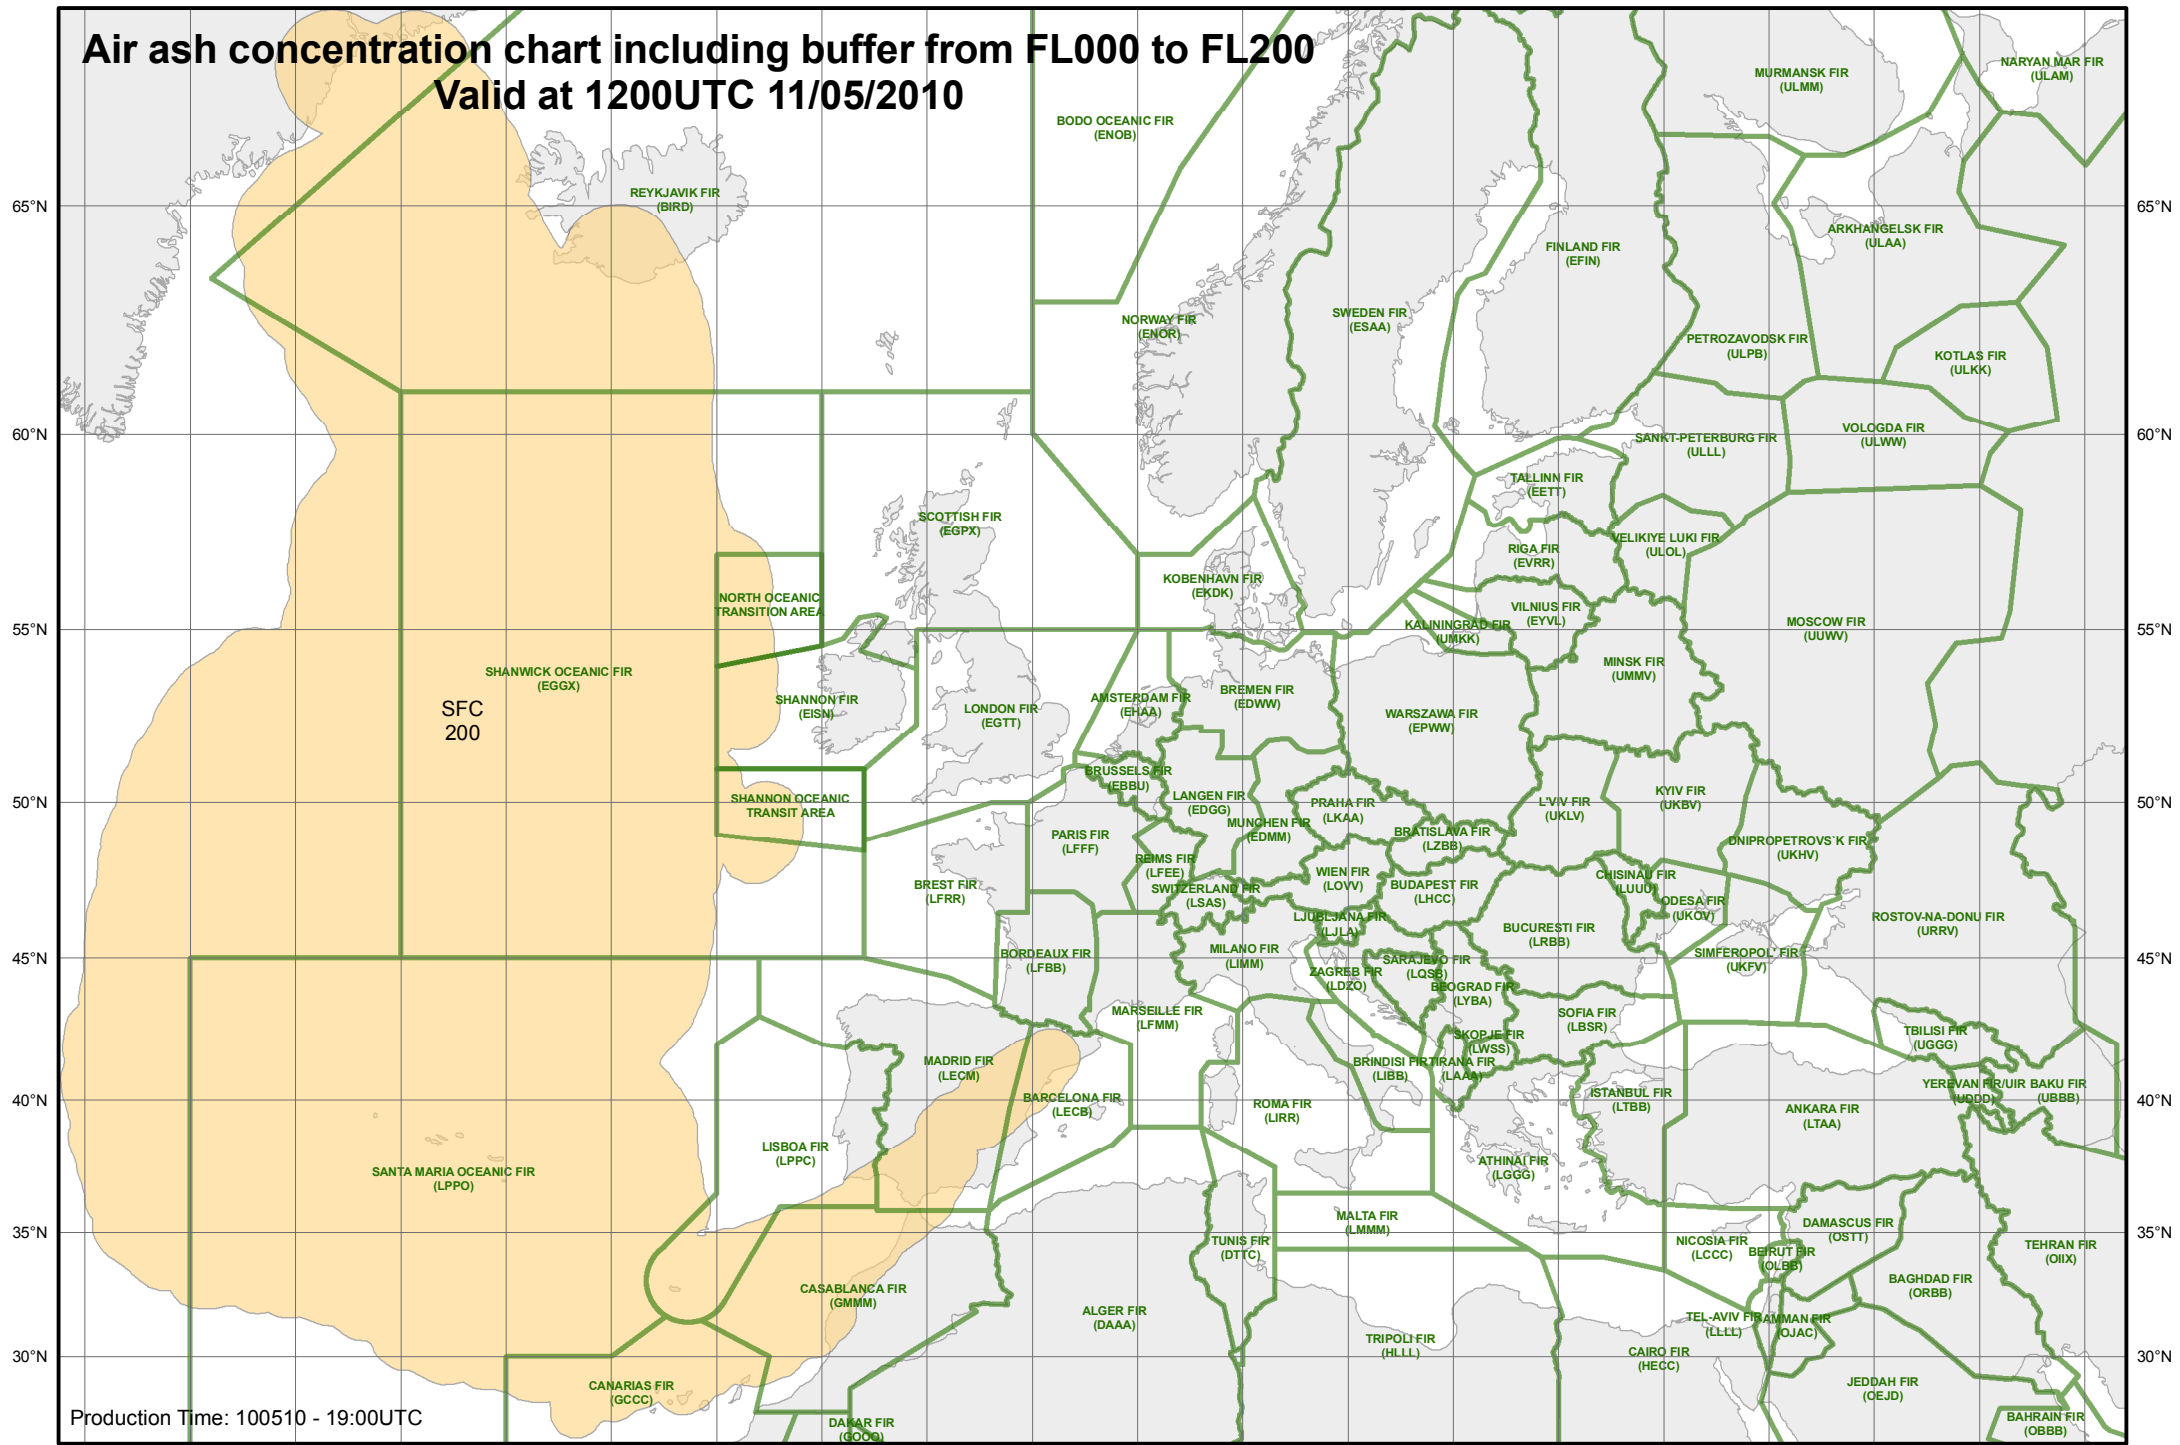 Air ash concentration chart including buffer from FL000 to FL200
Valid at 1200UTC 11/05/2010
MURMANSK FIR
(ULMM)
NARYAN MAR FIR
(ULAM)
BODO OCEANIC FIR
(ENOB)
REYKJAVIK FIR
(BIRD)
65°N
65°N
ARKHANGELSK FIR
(ULAA)
FINLAND FIR
(EFIN)
SWEDEN FIR
(ESAA)
NORWAY FIR
(ENOR)
PETROZAVODSK FIR
(ULPB)
KOTLAS FIR
(ULKK)
60°N
60°N
SANKT-PETERBURG FIR
(ULLL)
VOLOGDA FIR
(ULWW)
TALLINN FIR
(EETT)
SCOTTISH FIR
(EGPX)
VELIKIYE LUKI FIR
(ULOL)
RIGA FIR
(EVRR)
KOBENHAVN FIR
(EKDK)
NORTH OCEANIC
TRANSITION AREA
VILNIUS FIR
(EYVL)
KALININGRAD FIR
(UMKK)
MOSCOW FIR
(UUWV)
55°N
55°N
SHANWICK OCEANIC FIR
(EGGX)
MINSK FIR
(UMMV)
SFC
200
SHANNON FIR
(EISN)
LONDON FIR
(EGTT)
AMSTERDAM FIR
(EHAA)
BREMEN FIR
(EDWW)
WARSZAWA FIR
(EPWW)
BRUSSELS FIR
(EBBU)
SHANNON OCEANIC
TRANSIT AREA
50°N
50°N
LANGEN FIR
(EDGG)
PRAHA FIR
(LKAA)
L'VIV FIR
(UKLV)
KYIV FIR
(UKBV)
PARIS FIR
(LFFF)
MUNCHEN FIR
(EDMM)
BRATISLAVA FIR
(LZBB)
DNIPROPETROVS`K FIR
(UKHV)
REIMS FIR
(LFEE)
WIEN FIR
(LOVV)
CHISINAU FIR
(LUUU)
BREST FIR
(LFRR)
SWITZERLAND FIR
(LSAS)
BUDAPEST FIR
(LHCC)
ODESA FIR
(UKOV)
LJUBLJANA FIR
(LJLA)
BUCURESTI FIR
(LRBB)
ROSTOV-NA-DONU FIR
(URRV)
45°N
45°N
BORDEAUX FIR
(LFBB)
MILANO FIR
(LIMM)
ZAGREB FIR
(LDZO)
SARAJEVO FIR
(LQSB)
SIMFEROPOL' FIR
(UKFV)
BEOGRAD FIR
(LYBA)
MARSEILLE FIR
(LFMM)
SOFIA FIR
(LBSR)
SKOPJE FIR
(LWSS)
TBILISI FIR
(UGGG)
MADRID FIR
(LECM)
BRINDISI FIR
(LIBB)
TIRANA FIR
(LAAA)
YEREVAN FIR/UIR
(UDDD)
BAKU FIR
(UBBB)
40°N
40°N
BARCELONA FIR
(LECB)
ROMA FIR
(LIRR)
ISTANBUL FIR
(LTBB)
ANKARA FIR
(LTAA)
LISBOA FIR
(LPPC)
SANTA MARIA OCEANIC FIR
(LPPO)
ATHINAI FIR
(LGGG)
35°N
35°N
MALTA FIR
(LMMM)
DAMASCUS FIR
(OSTT)
TUNIS FIR
(DTTC)
NICOSIA FIR
(LCCC)
BEIRUT FIR
(OLBB)
TEHRAN FIR
(OIIX)
CASABLANCA FIR
(GMMM)
BAGHDAD FIR
(ORBB)
ALGER FIR
(DAAA)
TEL-AVIV FIR
(LLLL)
AMMAN FIR
(OJAC)
TRIPOLI FIR
(HLLL)
CAIRO FIR
(HECC)
30°N
30°N
CANARIAS FIR
(GCCC)
JEDDAH FIR
(OEJD)
Production Time: 100510 - 19:00UTC
DAKAR FIR
(GOOO)
BAHRAIN FIR
(OBBB)